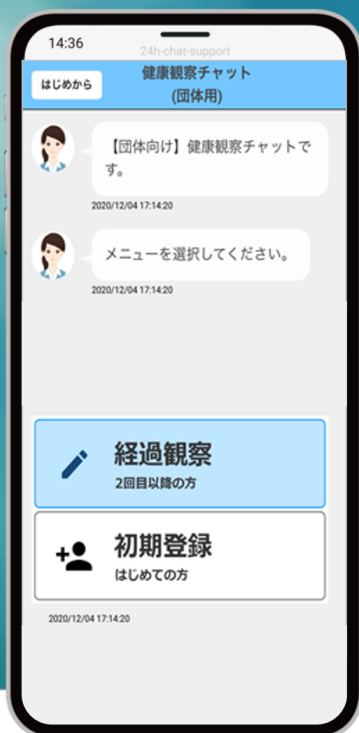 14:36
24h-chat-support
はじめから
健康観察チャット
(団体用)
【団体向け】健康観察チャットで
す。
2020/12/04 17:14:20
メニューを選択してください。
2020/12/04 17:14:20
経過観察
2回目以降の方
初期登録
はじめての方
2020/12/04 17:14:20